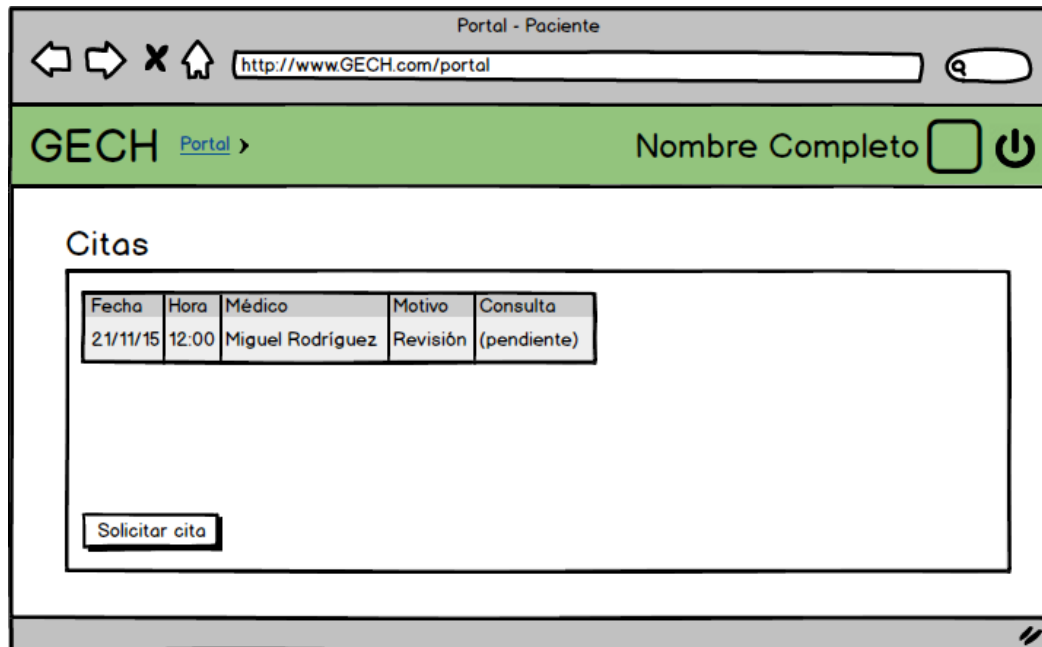 Portal - Paciente
http://www.GECH.com/portal
GECH Portal › Nombre Completo
Citas
Fecha Hora Médico Motivo Consulta
21/11/15 12:00 Miguel Rodríguez Revisión (pendiente)
Solicitar cita